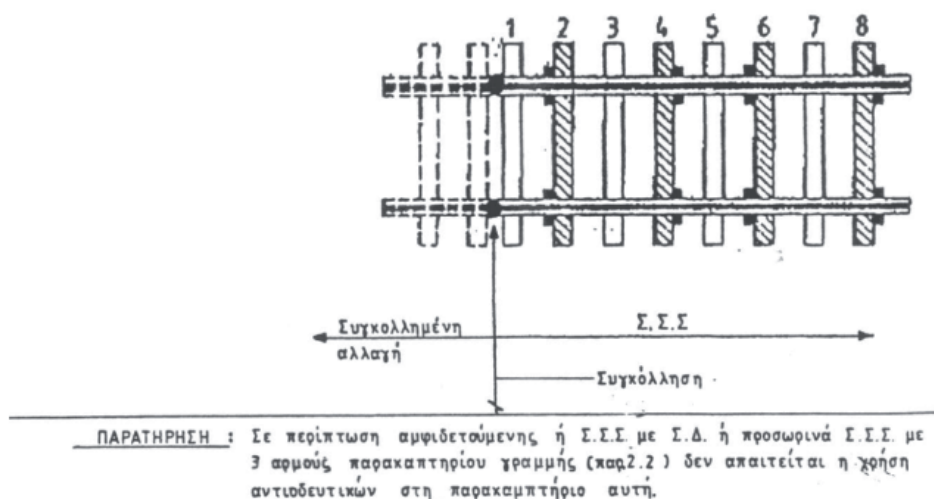 1 2 3 4 5 6 7 8
Συγκολλημένη
αλλαγή
Σ.Σ.Σ
Συγκόλληση
ΠΑΡΑΤΗΡΗΣΗ : Σε περίπτωση αμφιδετούμενης ή Σ.Σ.Σ. με Σ.Δ. ή προσωρινά Σ.Σ.Σ. με
3 αρμούς παρακαπτηρίου γραμμής (παρ.2.2) δεν απαιτείται η χρήση
αντιοδευτικών στη παρακαμπτήριο αυτή.